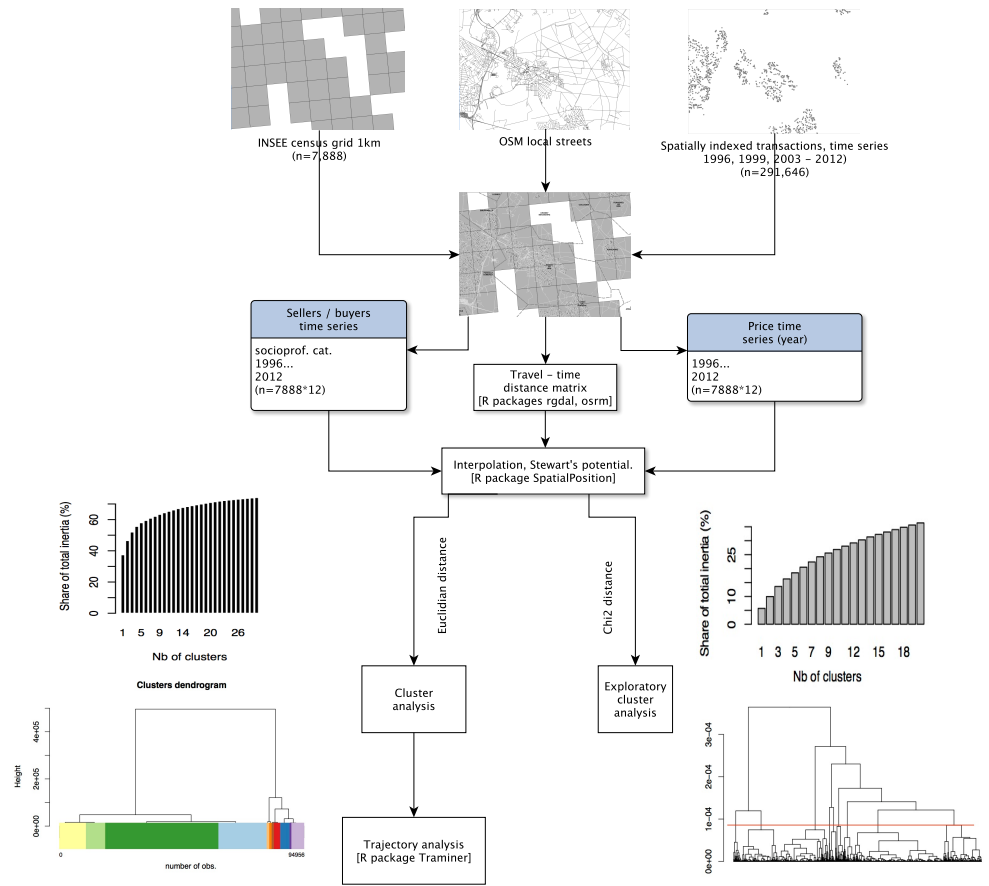 INSEE census grid 1km
(n=7,888)
OSM local streets
Spatially indexed transactions, time series
1996, 1999, 2003 - 2012)
(n=291,646)
Sellers / buyers
time series
socioprof. cat.
1996...
2012
(n=7888*12)
Travel - time
distance matrix
[R packages rgdal, osrm]
Price time
series (year)
1996...
2012
(n=7888*12)
Interpolation, Stewart's potential.
[R package SpatialPosition]
Share of total inertia (%)
0 20 40 60
1 5 9 14 20 26
Nb of clusters
Euclidian distance
Chi2 distance
Share of total inertia (%)
0 10 25
1 3 5 7 9 12 15 18
Nb of clusters
Cluster
analysis
Exploratory
cluster
analysis
Clusters dendrogram
Height
0e+00 2e+05 4e+05
0 94956
number of obs.
Trajectory analysis
[R package Traminer]
0e+00 1e-04 2e-04 3e-04